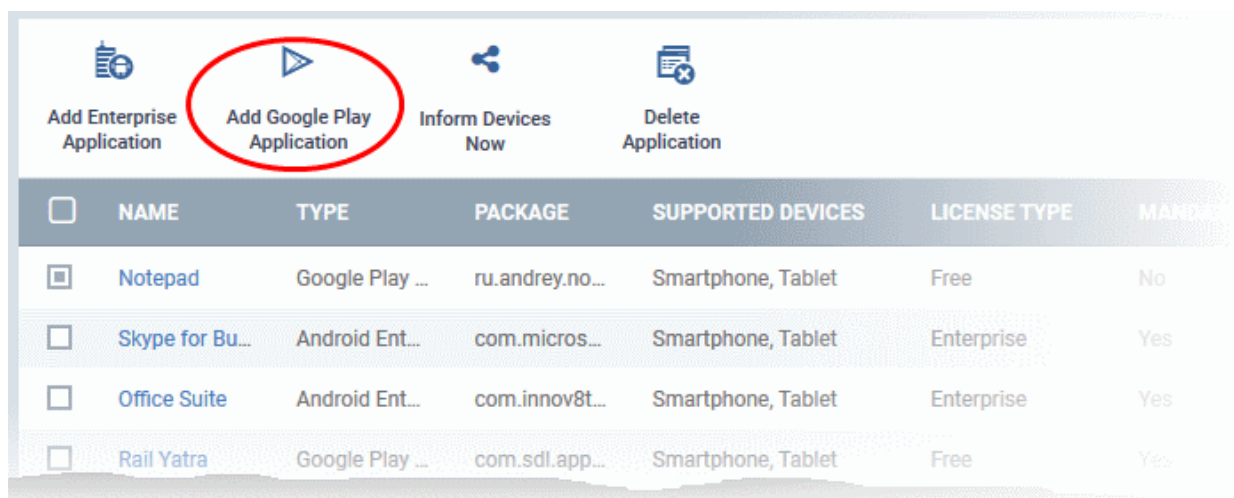 Add Enterprise Application
Add Google Play Application
Inform Devices Now
Delete Application
NAME TYPE PACKAGE SUPPORTED DEVICES LICENSE TYPE MANDA
Notepad Google Play ... ru.andrey.no... Smartphone, Tablet Free No
Skype for Bu... Android Ent... com.micros... Smartphone, Tablet Enterprise Yes
Office Suite Android Ent... com.innov8t... Smartphone, Tablet Enterprise Yes
Rail Yatra Google Play ... com.sdl.app... Smartphone, Tablet Free Yes